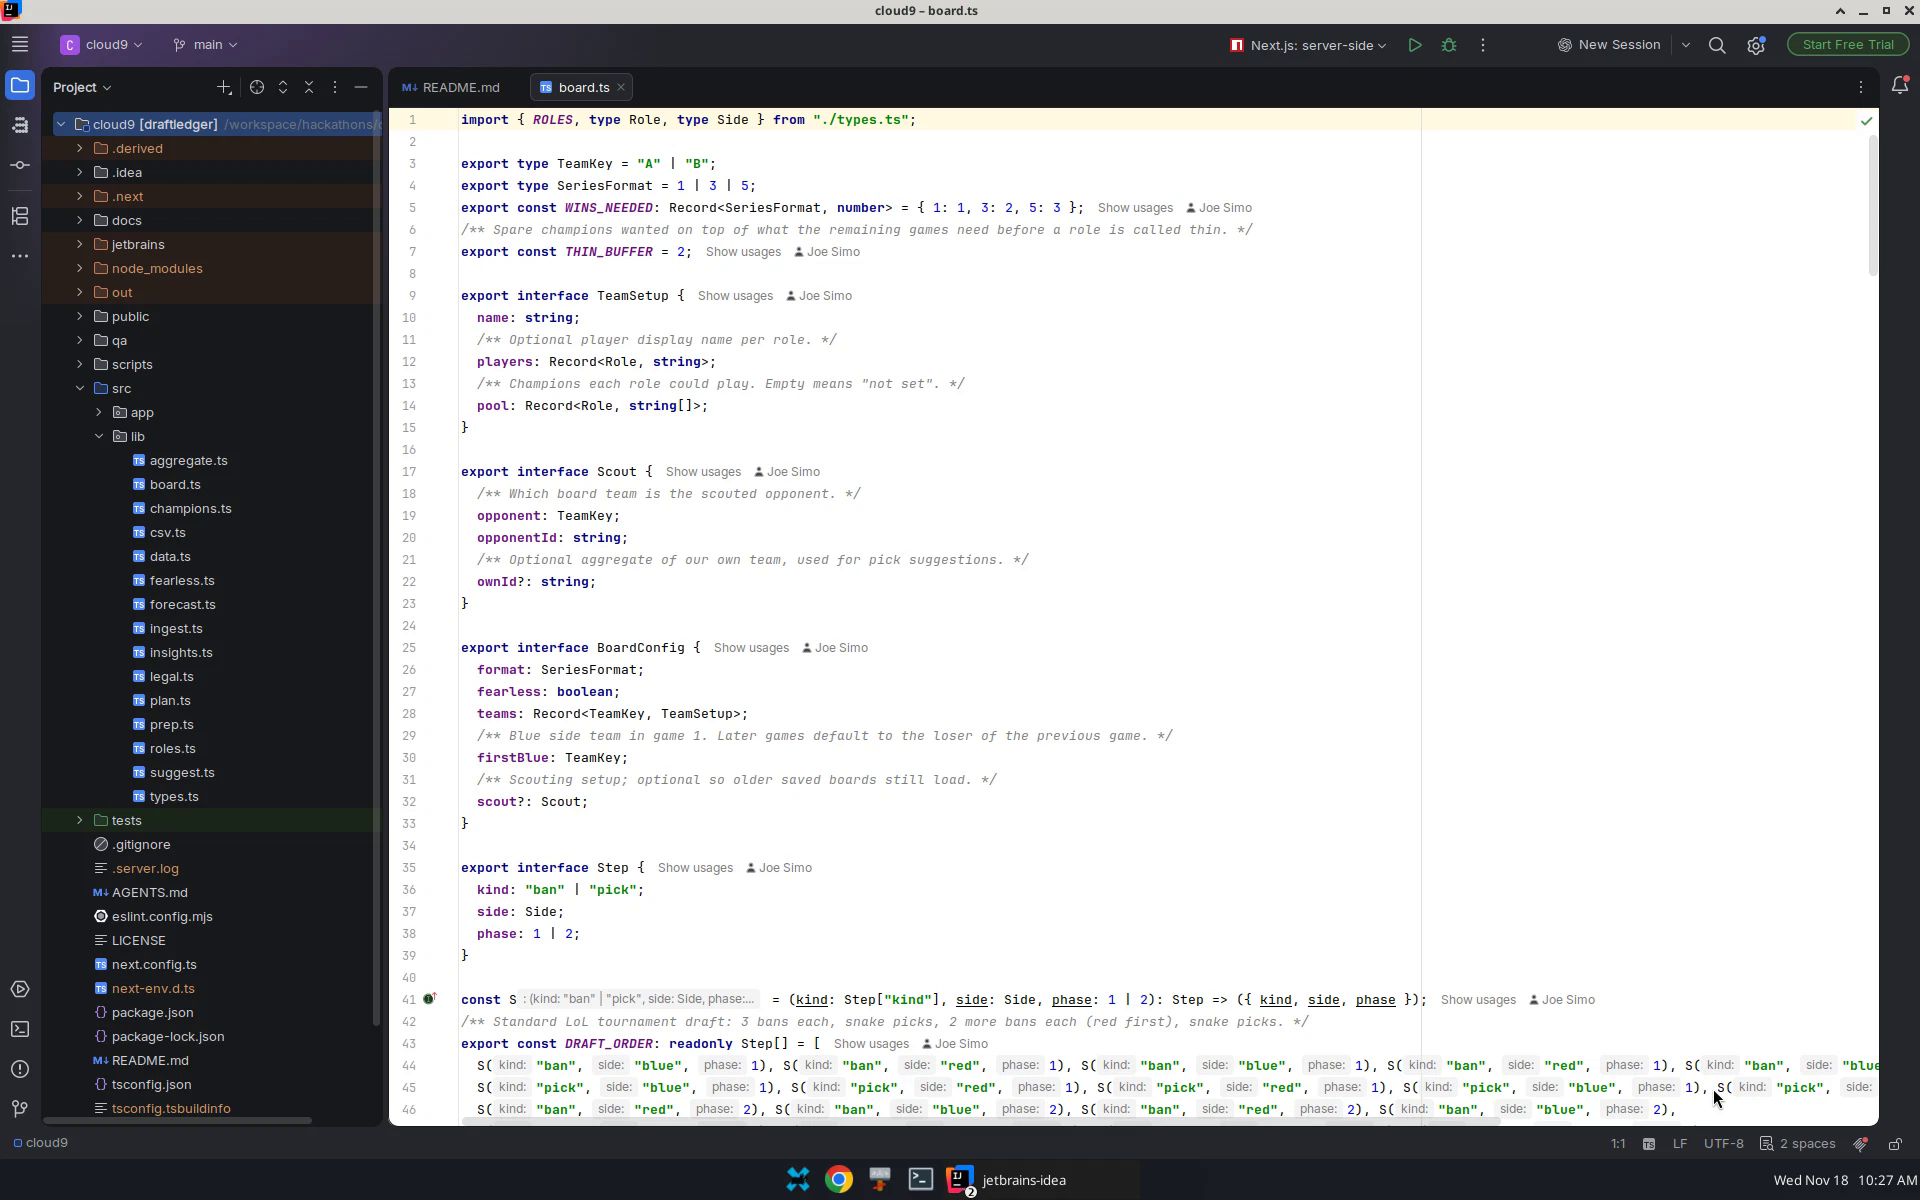 cloud9 – board.ts
C cloud9
main
Next.js: server-side
New Session
Start Free Trial
Project
README.md
board.ts
cloud9 [draftledger] /workspace/hackathons/
.derived
.idea
.next
docs
jetbrains
node_modules
out
public
qa
scripts
src
app
lib
aggregate.ts
board.ts
champions.ts
csv.ts
data.ts
fearless.ts
forecast.ts
ingest.ts
insights.ts
legal.ts
plan.ts
prep.ts
roles.ts
suggest.ts
types.ts
tests
.gitignore
.server.log
AGENTS.md
eslint.config.mjs
LICENSE
next.config.ts
next-env.d.ts
package.json
package-lock.json
README.md
tsconfig.json
tsconfig.tsbuildinfo
1 import { ROLES, type Role, type Side } from "./types.ts";
2
3 export type TeamKey = "A" | "B";
4 export type SeriesFormat = 1 | 3 | 5;
5 export const WINS_NEEDED: Record<SeriesFormat, number> = { 1: 1, 3: 2, 5: 3 }; Show usages Joe Simo
6 /** Spare champions wanted on top of what the remaining games need before a role is called thin. */
7 export const THIN_BUFFER = 2; Show usages Joe Simo
8
9 export interface TeamSetup { Show usages Joe Simo
10 name: string;
11 /** Optional player display name per role. */
12 players: Record<Role, string>;
13 /** Champions each role could play. Empty means "not set". */
14 pool: Record<Role, string[]>;
15 }
16
17 export interface Scout { Show usages Joe Simo
18 /** Which board team is the scouted opponent. */
19 opponent: TeamKey;
20 opponentId: string;
21 /** Optional aggregate of our own team, used for pick suggestions. */
22 ownId?: string;
23 }
24
25 export interface BoardConfig { Show usages Joe Simo
26 format: SeriesFormat;
27 fearless: boolean;
28 teams: Record<TeamKey, TeamSetup>;
29 /** Blue side team in game 1. Later games default to the loser of the previous game. */
30 firstBlue: TeamKey;
31 /** Scouting setup; optional so older saved boards still load. */
32 scout?: Scout;
33 }
34
35 export interface Step { Show usages Joe Simo
36 kind: "ban" | "pick";
37 side: Side;
38 phase: 1 | 2;
39 }
40
41 const S : (kind: "ban" | "pick", side: Side, phase:... = (kind: Step["kind"], side: Side, phase: 1 | 2): Step => ({ kind, side, phase }); Show usages Joe Simo
42 /** Standard LoL tournament draft: 3 bans each, snake picks, 2 more bans each (red first), snake picks. */
43 export const DRAFT_ORDER: readonly Step[] = [ Show usages Joe Simo
44 S( kind: "ban", side: "blue", phase: 1), S( kind: "ban", side: "red", phase: 1), S( kind: "ban", side: "blue", phase: 1), S( kind: "ban", side: "red", phase: 1), S( kind: "ban", side: "blue
45 S( kind: "pick", side: "blue", phase: 1), S( kind: "pick", side: "red", phase: 1), S( kind: "pick", side: "red", phase: 1), S( kind: "pick", side: "blue", phase: 1), S( kind: "pick", side:
46 S( kind: "ban", side: "red", phase: 2), S( kind: "ban", side: "blue", phase: 2), S( kind: "ban", side: "red", phase: 2), S( kind: "ban", side: "blue", phase: 2),
cloud9
1:1 LF UTF-8 2 spaces
2 jetbrains-idea
Wed Nov 18 10:27 AM